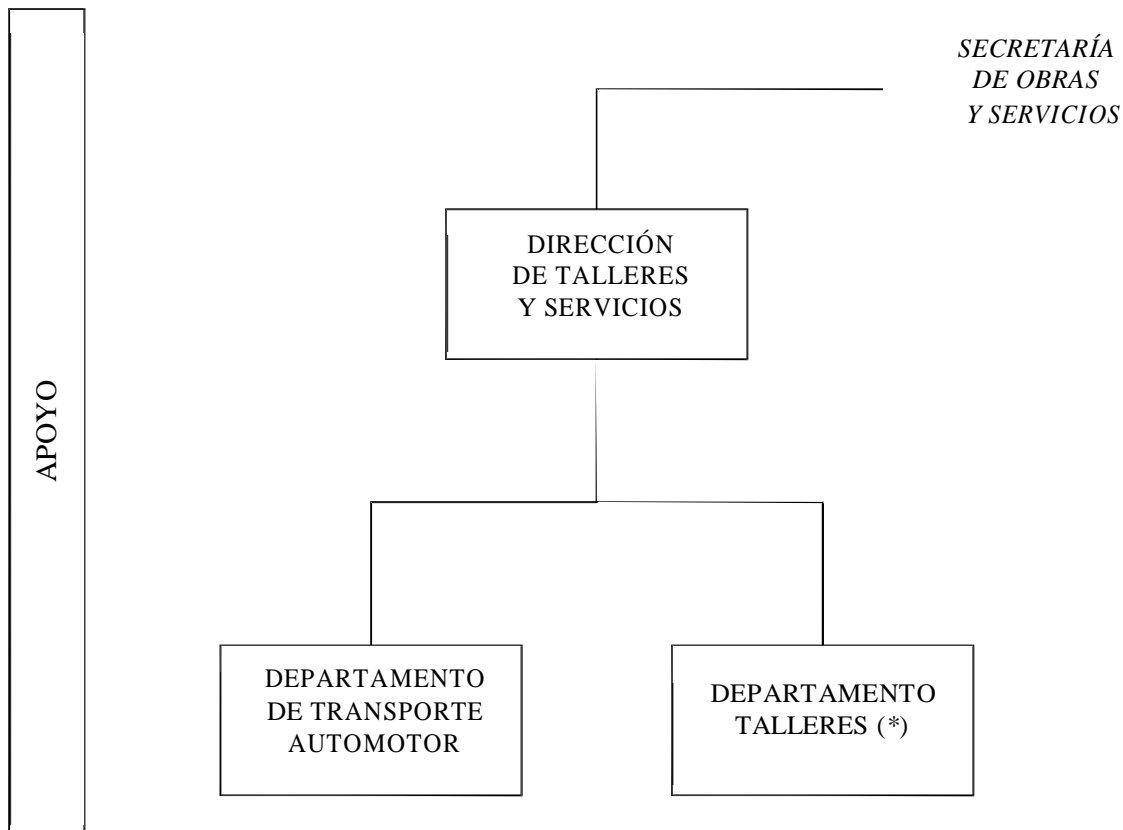 SECRETARÍA
DE OBRAS
Y SERVICIOS
DIRECCIÓN
DE TALLERES
Y SERVICIOS
APOYO
DEPARTAMENTO
DE TRANSPORTE
AUTOMOTOR
DEPARTAMENTO
TALLERES (*)